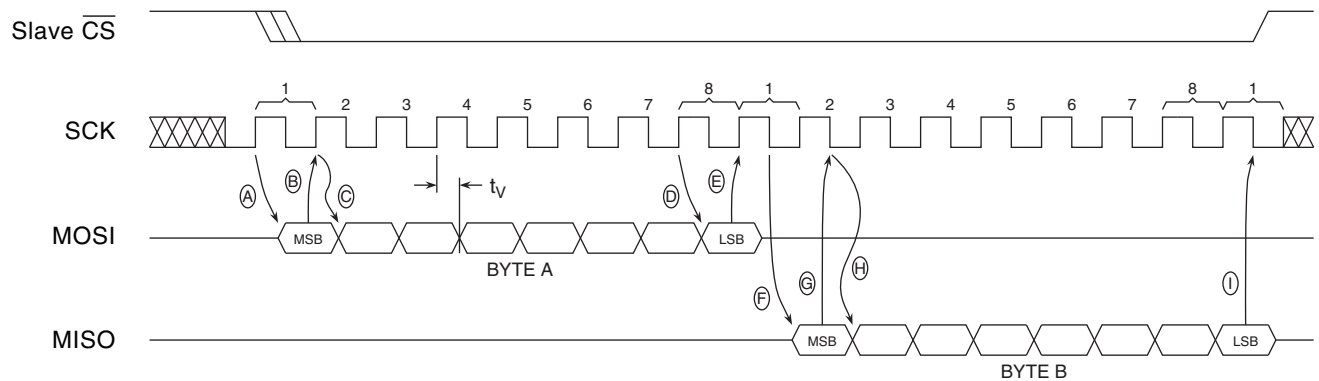 Slave CS
1 8 1 8 1
2 3 4 5 6 7 2 3 4 5 6 7
SCK
A B C tV D E
MOSI MSB LSB
BYTE A
F G H I
MISO MSB LSB
BYTE B